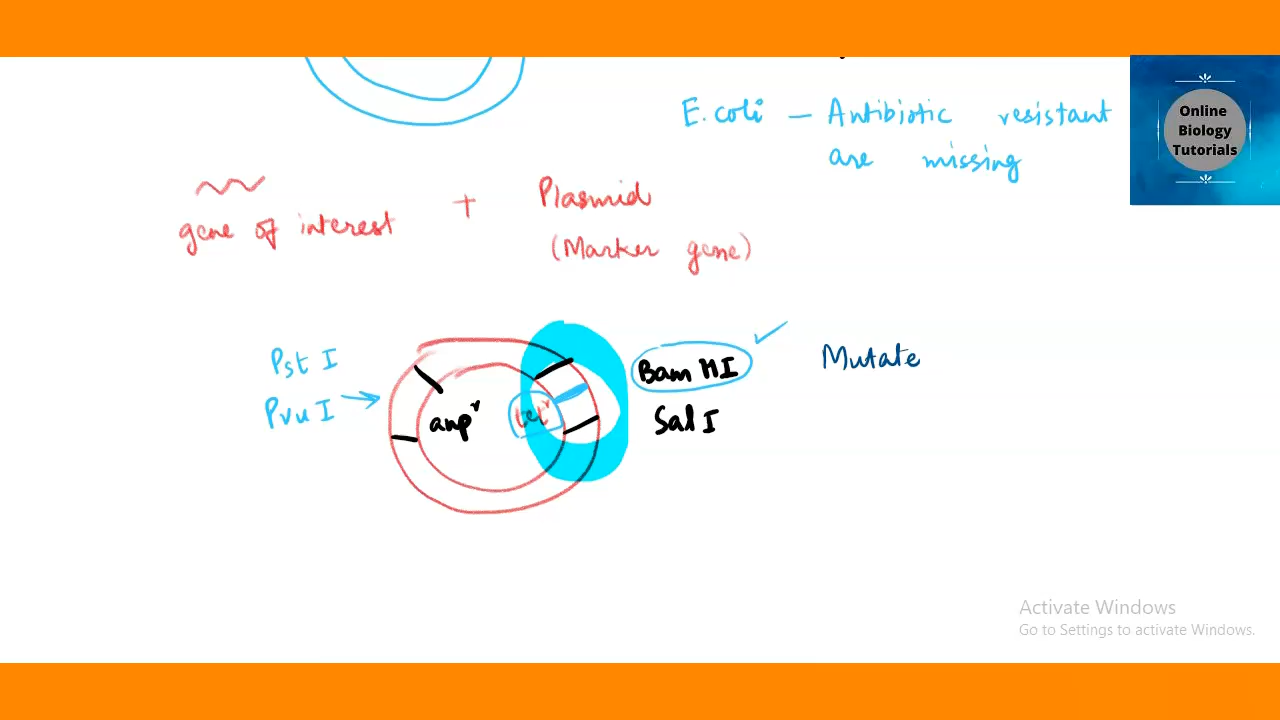 E. coli — Antibiotic resistant
are missing
Online
Biology
Tutorials
gene of interest + Plasmid
(Marker gene)
Pst I
Pvu I
amp r
tet r
Bam HI
Sal I
Mutate
Activate Windows
Go to Settings to activate Windows.